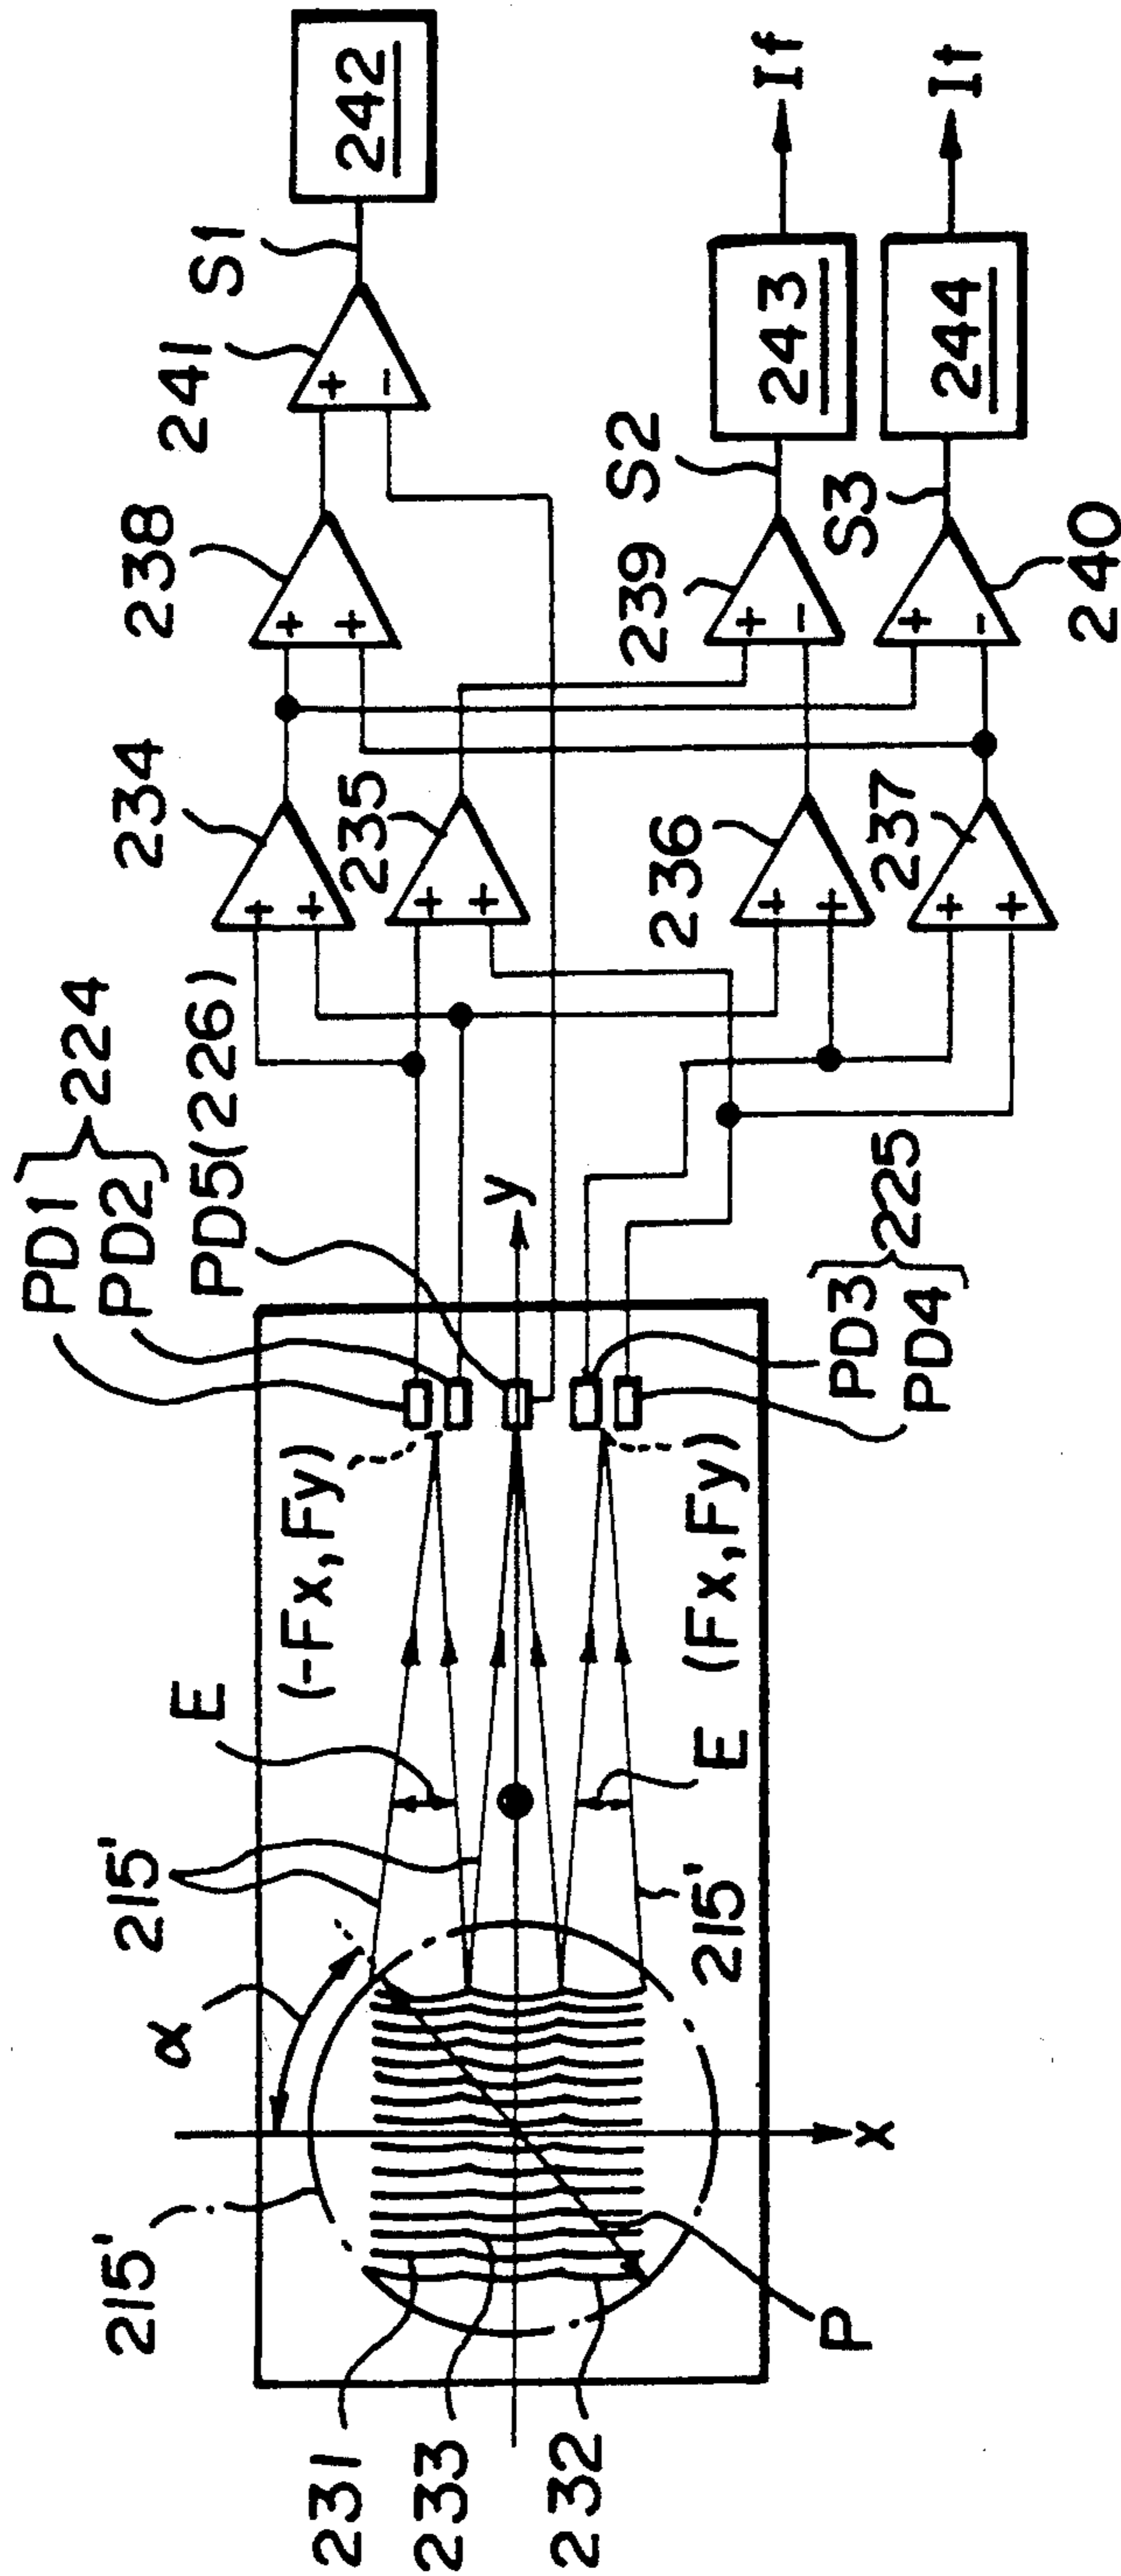 PD1
PD2
224
PD5(226)
234
235
238
241
S1
242
236
237
239
S2
243
If
S3
240
244
It
+
+
+
+
+
+
+
+
+
+
+
-
+
-
+
-
215'
α
215'
E
(-Fx, Fy)
y
231
233
232
P
x
215'
E
(Fx, Fy)
PD3
PD4
225